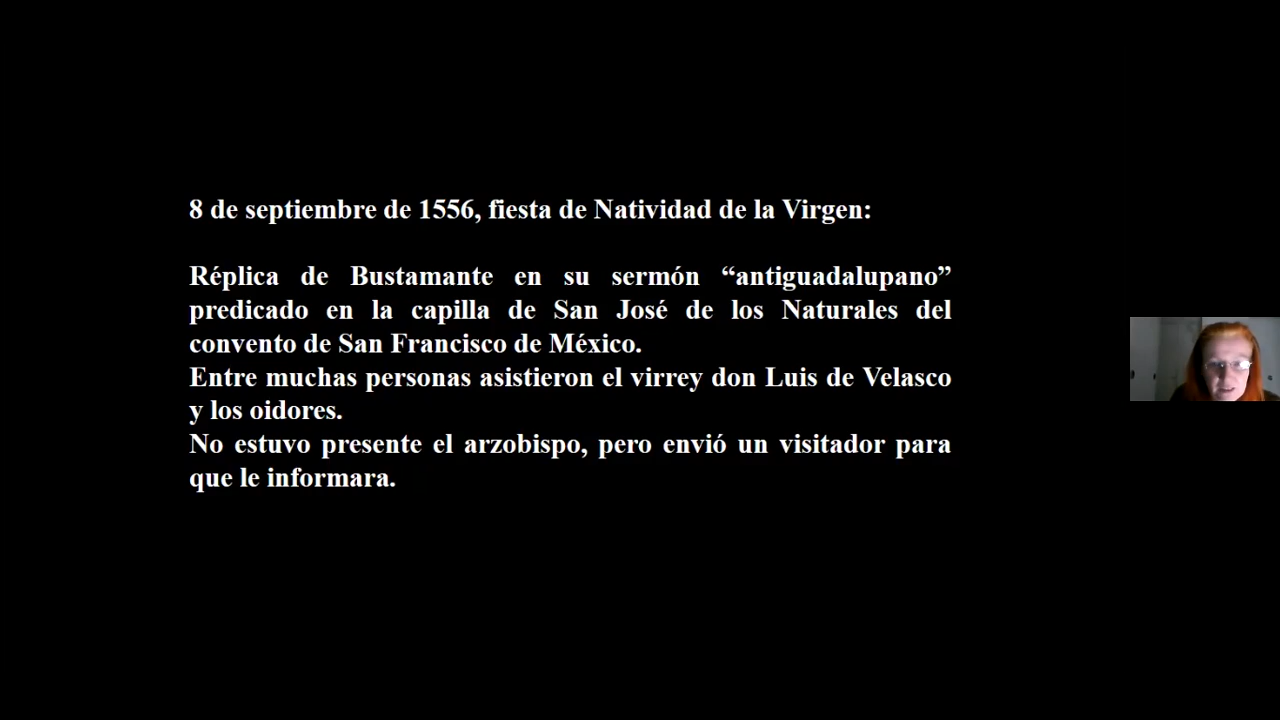 8 de septiembre de 1556, fiesta de Natividad de la Virgen:
Réplica de Bustamante en su sermón “antiguadalupano”
predicado en la capilla de San José de los Naturales del
convento de San Francisco de México.
Entre muchas personas asistieron el virrey don Luis de Velasco
y los oidores.
No estuvo presente el arzobispo, pero envió un visitador para
que le informara.